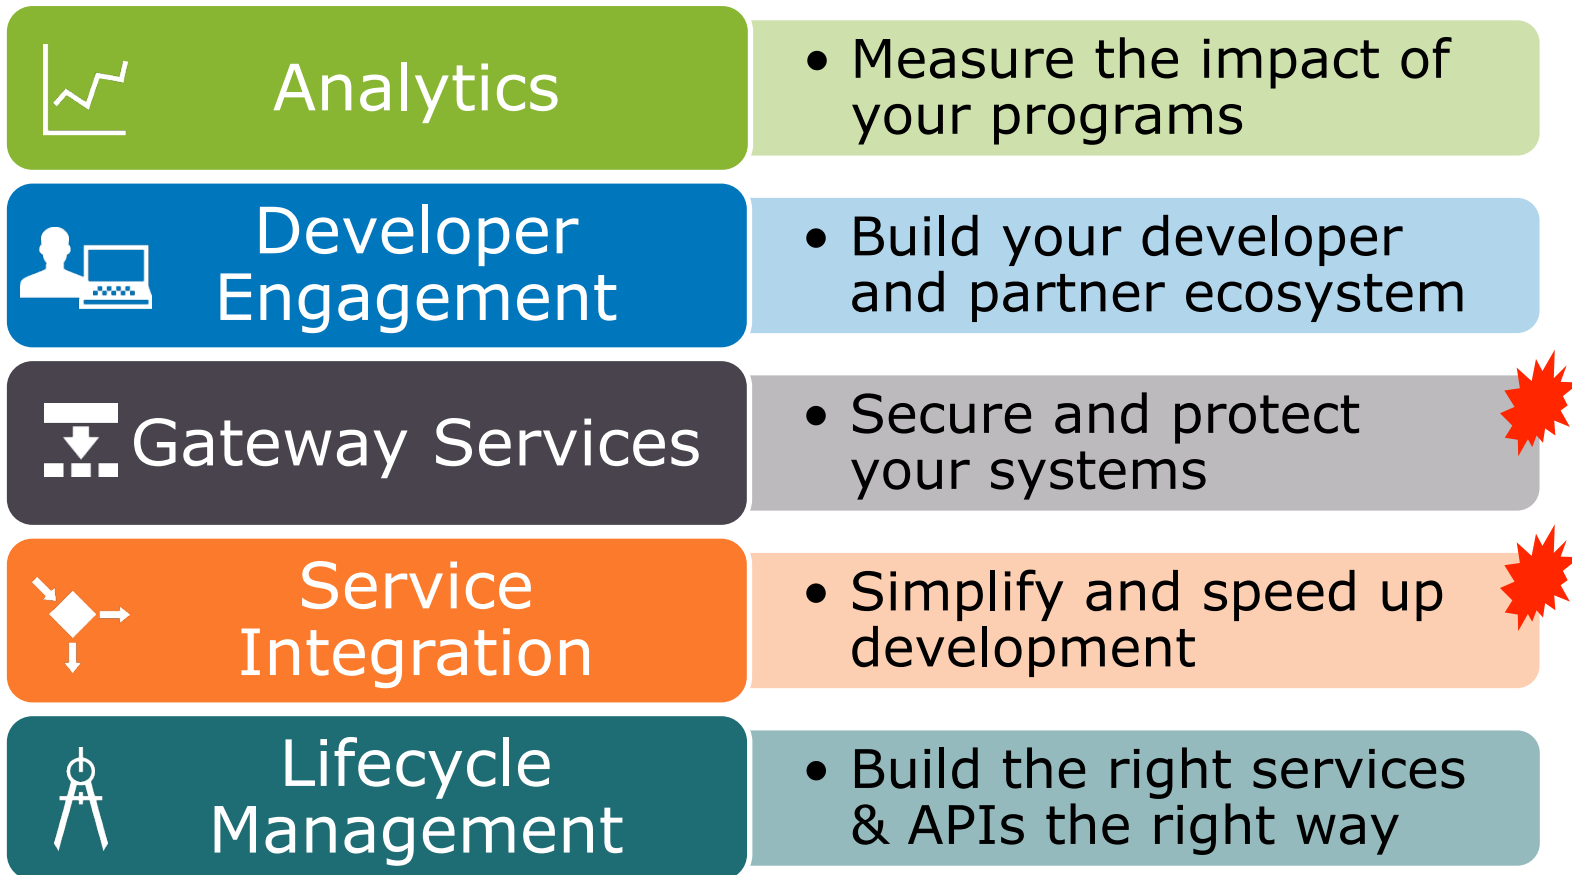 Analytics
• Measure the impact of
your programs
Developer
Engagement
• Build your developer
and partner ecosystem
Gateway Services
• Secure and protect
your systems
Service
Integration
• Simplify and speed up
development
Lifecycle
Management
• Build the right services
& APIs the right way